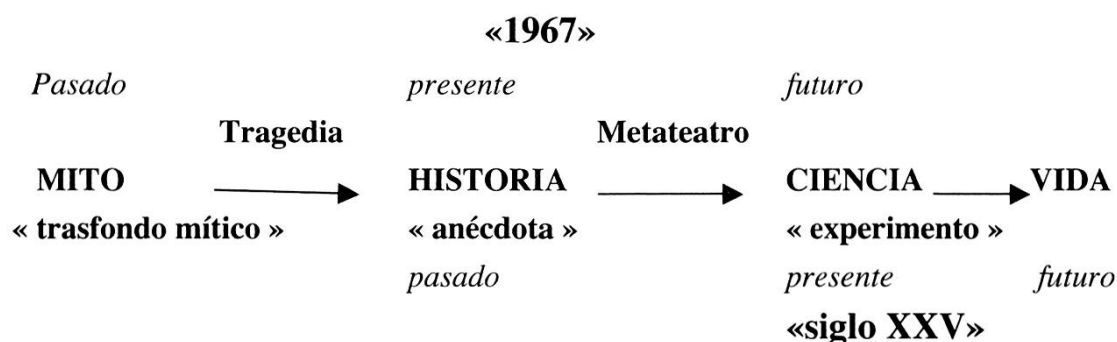 «1967»
Pasado presente futuro
Tragedia Metateatro
MITO HISTORIA CIENCIA VIDA
« trasfondo mítico » « anécdota » « experimento »
pasado presente futuro
«siglo XXV»